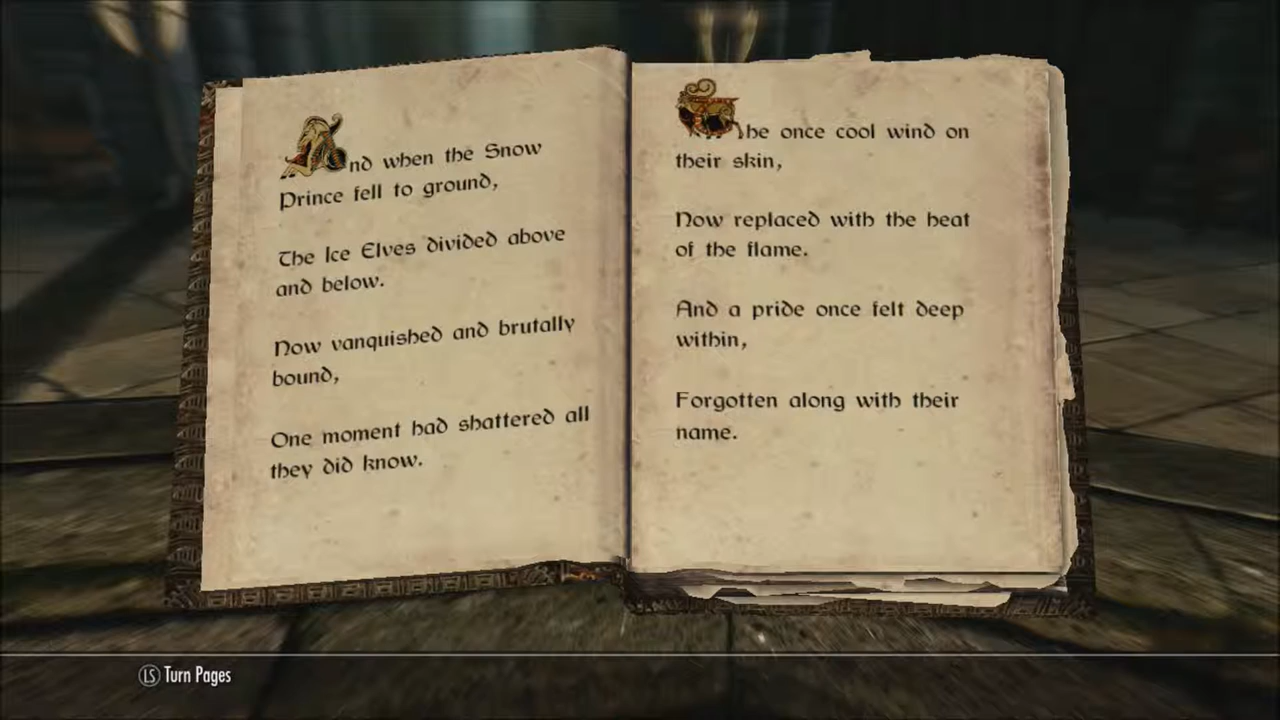 And when the Snow
Prince fell to ground,
The Ice Elves divided above
and below.
Now vanquished and brutally
bound,
One moment had shattered all
they did know.
The once cool wind on
their skin,
Now replaced with the heat
of the flame.
And a pride once felt deep
within,
Forgotten along with their
name.
LS Turn Pages